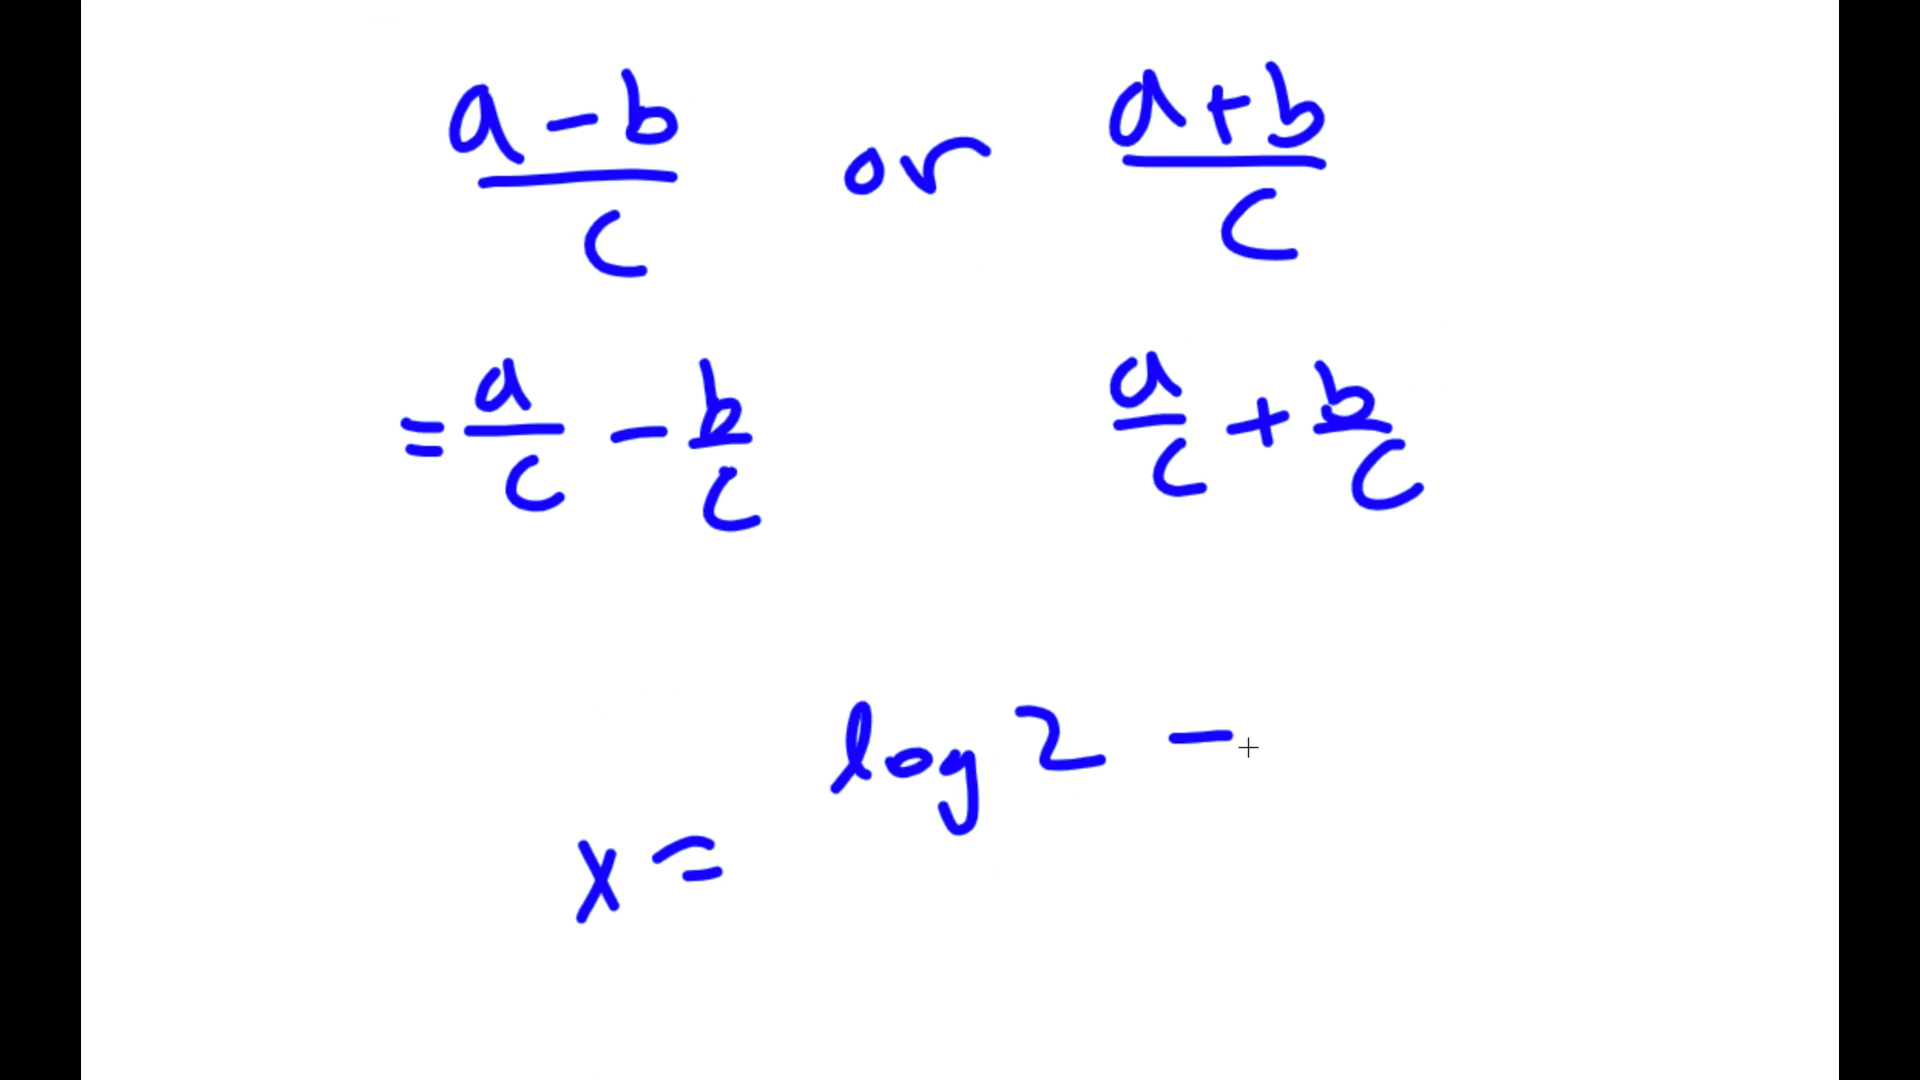 a - b / c or a + b / c
= a/c - b/c a/c + b/c
x = log 2 -